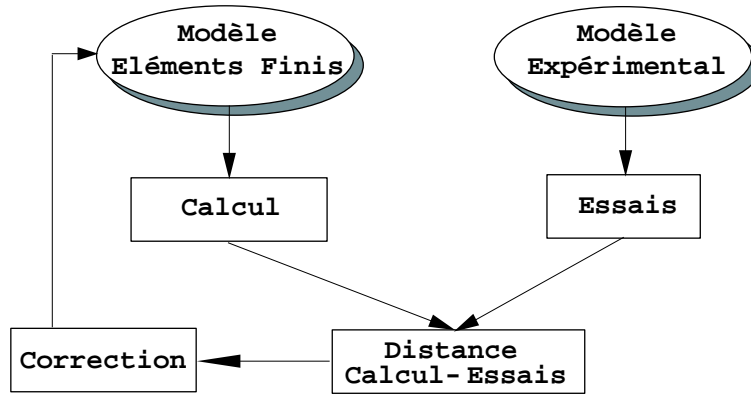 Modèle
Eléments Finis
Modèle
Expérimental
Calcul
Essais
Correction
Distance
Calcul-Essais